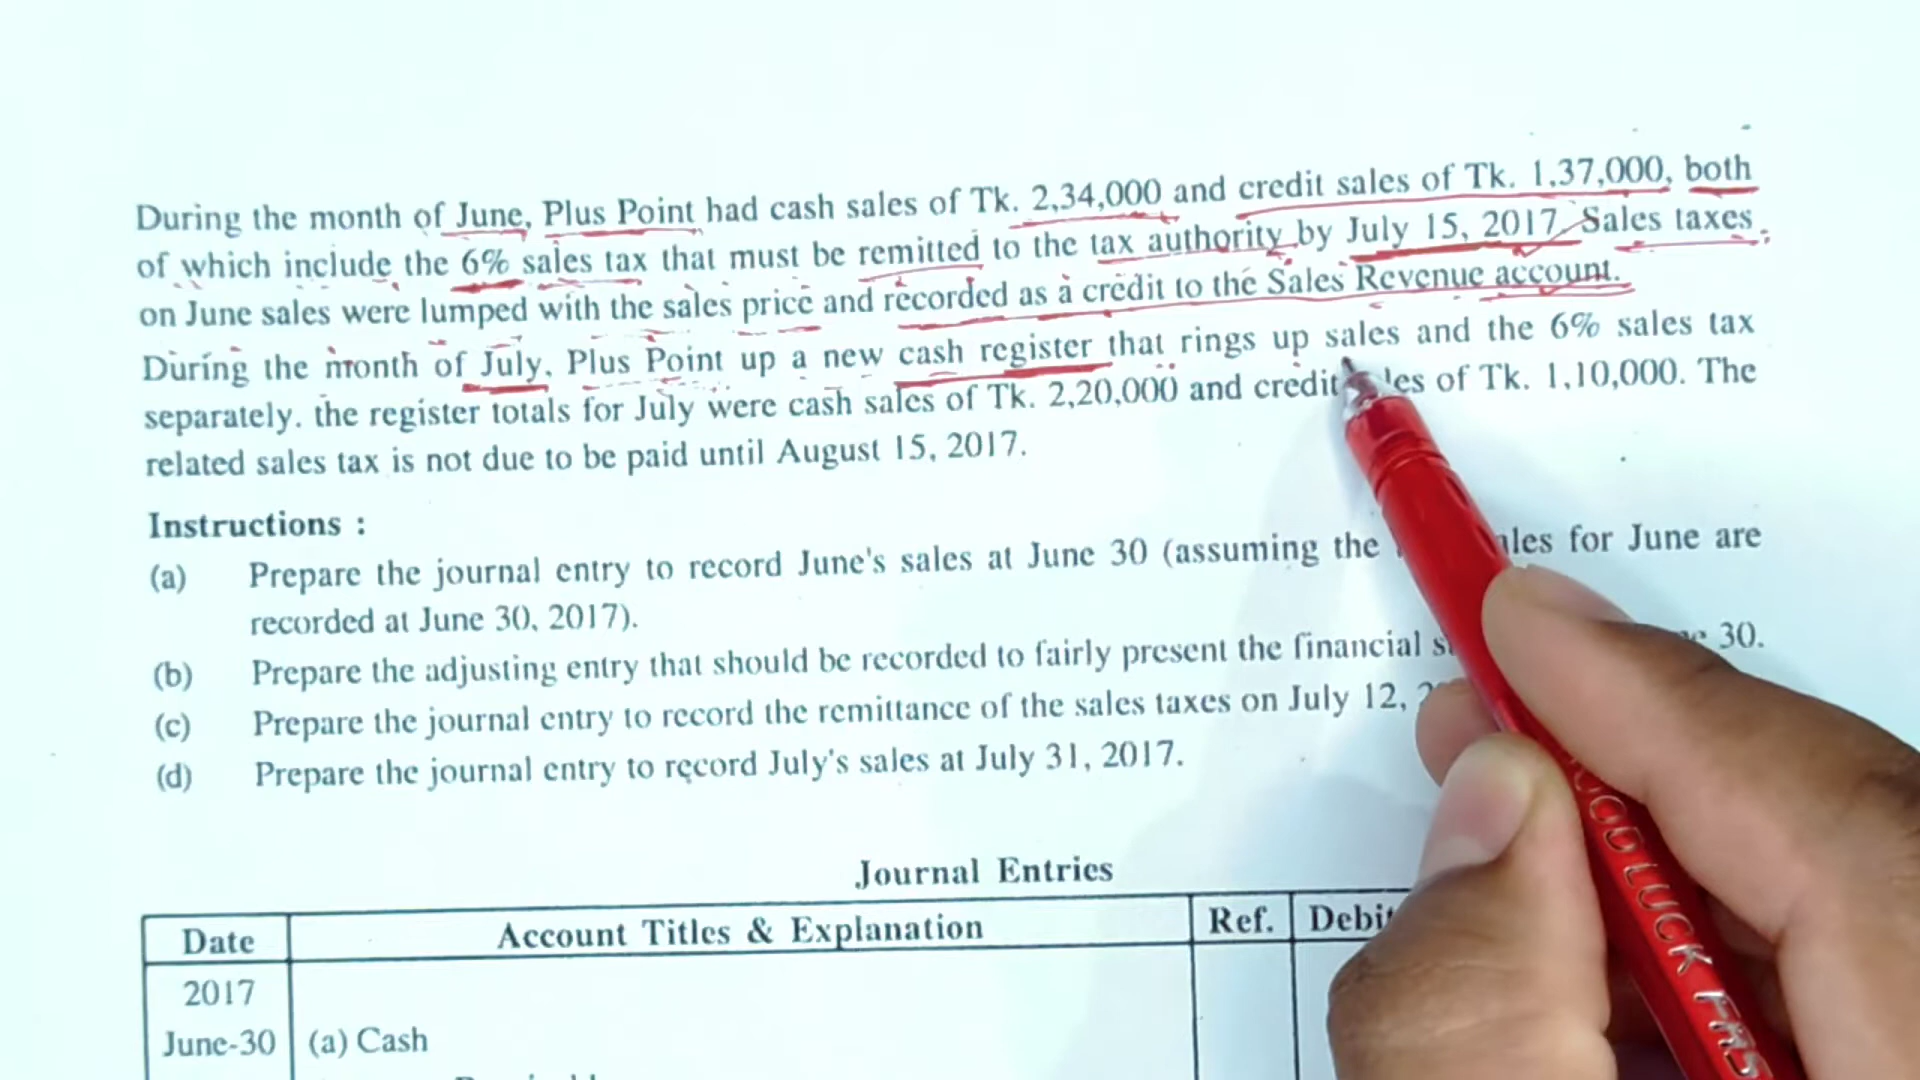 During the month of June, Plus Point had cash sales of Tk. 2,34,000 and credit sales of Tk. 1,37,000, both
of which include the 6% sales tax that must be remitted to the tax authority by July 15, 2017. Sales taxes
on June sales were lumped with the sales price and recorded as a credit to the Sales Revenue account.
During the month of July, Plus Point up a new cash register that rings up sales and the 6% sales tax
separately. the register totals for July were cash sales of Tk. 2,20,000 and credit les of Tk. 1,10,000. The
related sales tax is not due to be paid until August 15, 2017.
Instructions :
(a) Prepare the journal entry to record June's sales at June 30 (assuming the les for June are
recorded at June 30, 2017).
(b) Prepare the adjusting entry that should be recorded to fairly present the financial 30.
(c) Prepare the journal entry to record the remittance of the sales taxes on July 12,
(d) Prepare the journal entry to record July's sales at July 31, 2017.
Journal Entries
Date Account Titles & Explanation Ref. Debit
2017
June-30 (a) Cash
GOOD LUCK